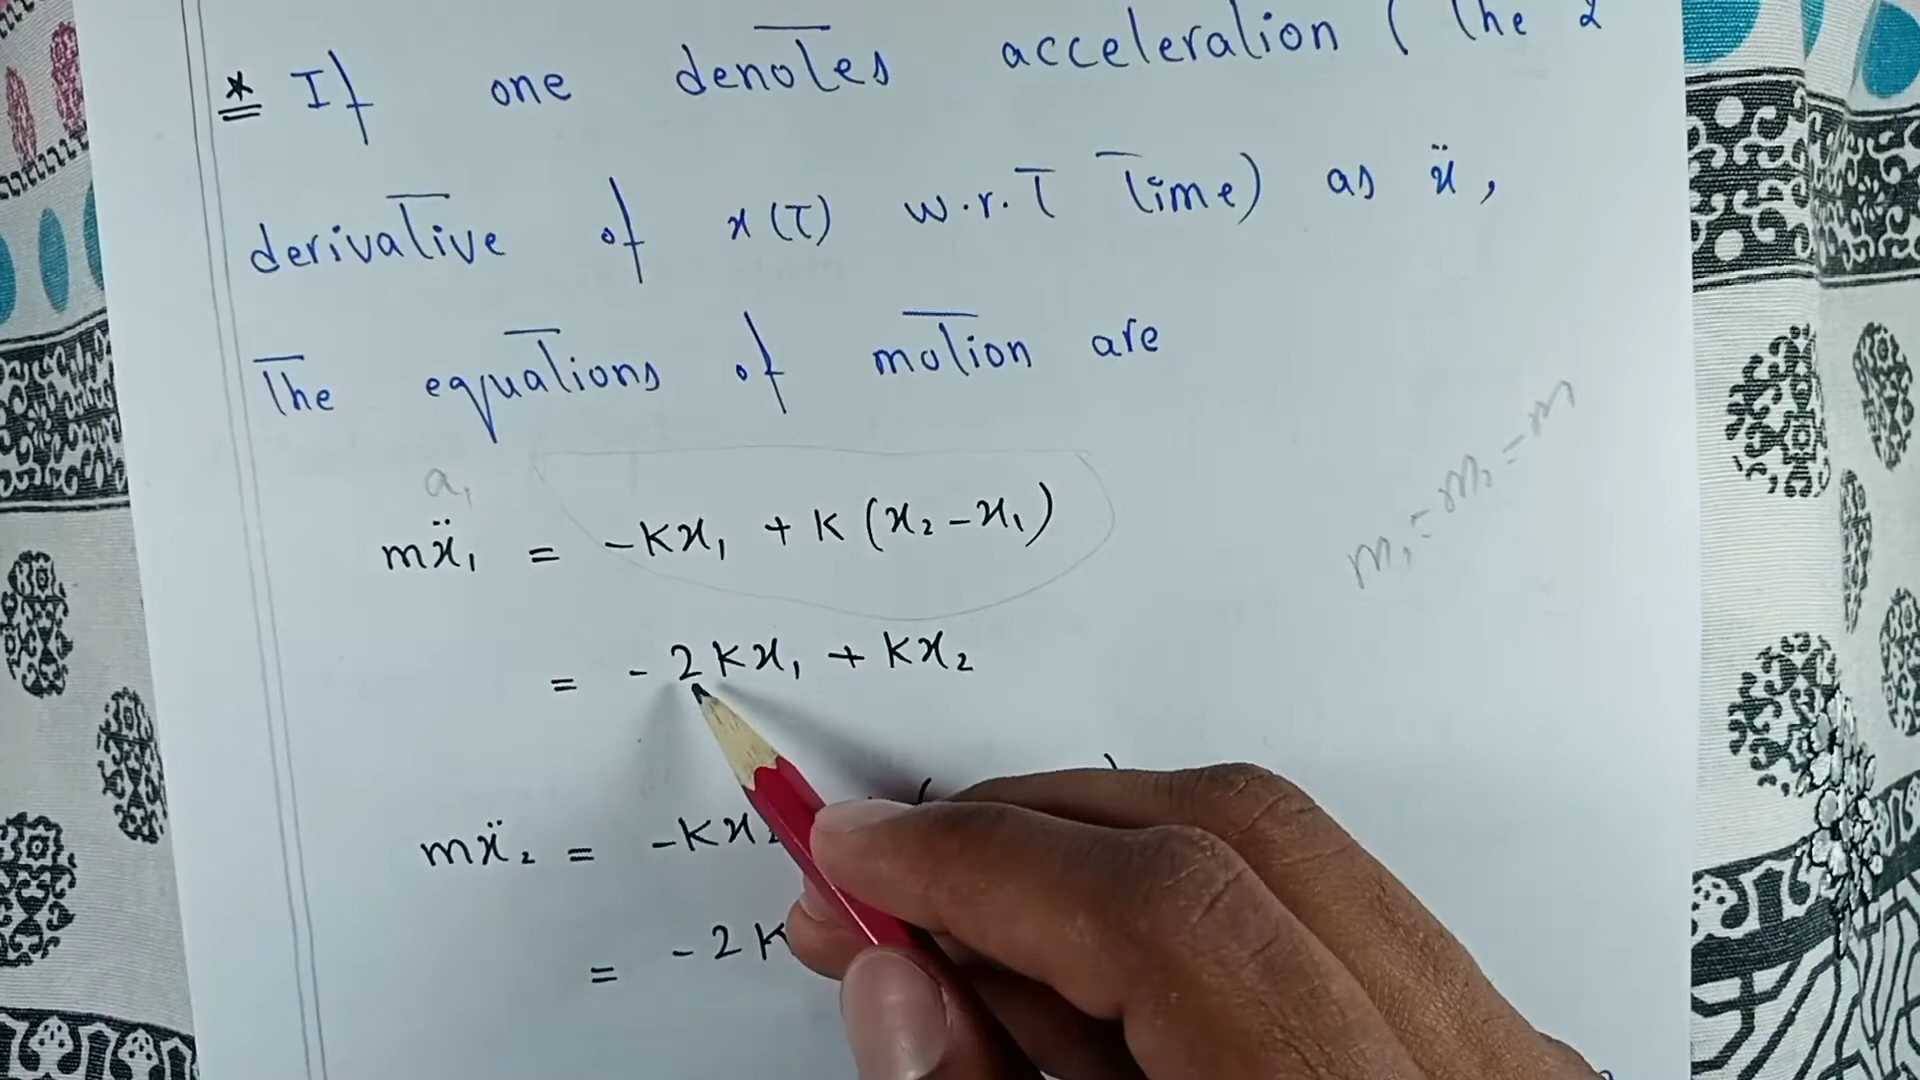 * If one denotes acceleration ( the 2
derivative of x(t) w.r.t time) as ẍ,
the equations of motion are
a₁
mẍ₁ = -kx₁ + k(x₂-x₁)
m₁=m₂=m
= -2kx₁ + kx₂
mẍ₂ = -kx₂ (
= -2k